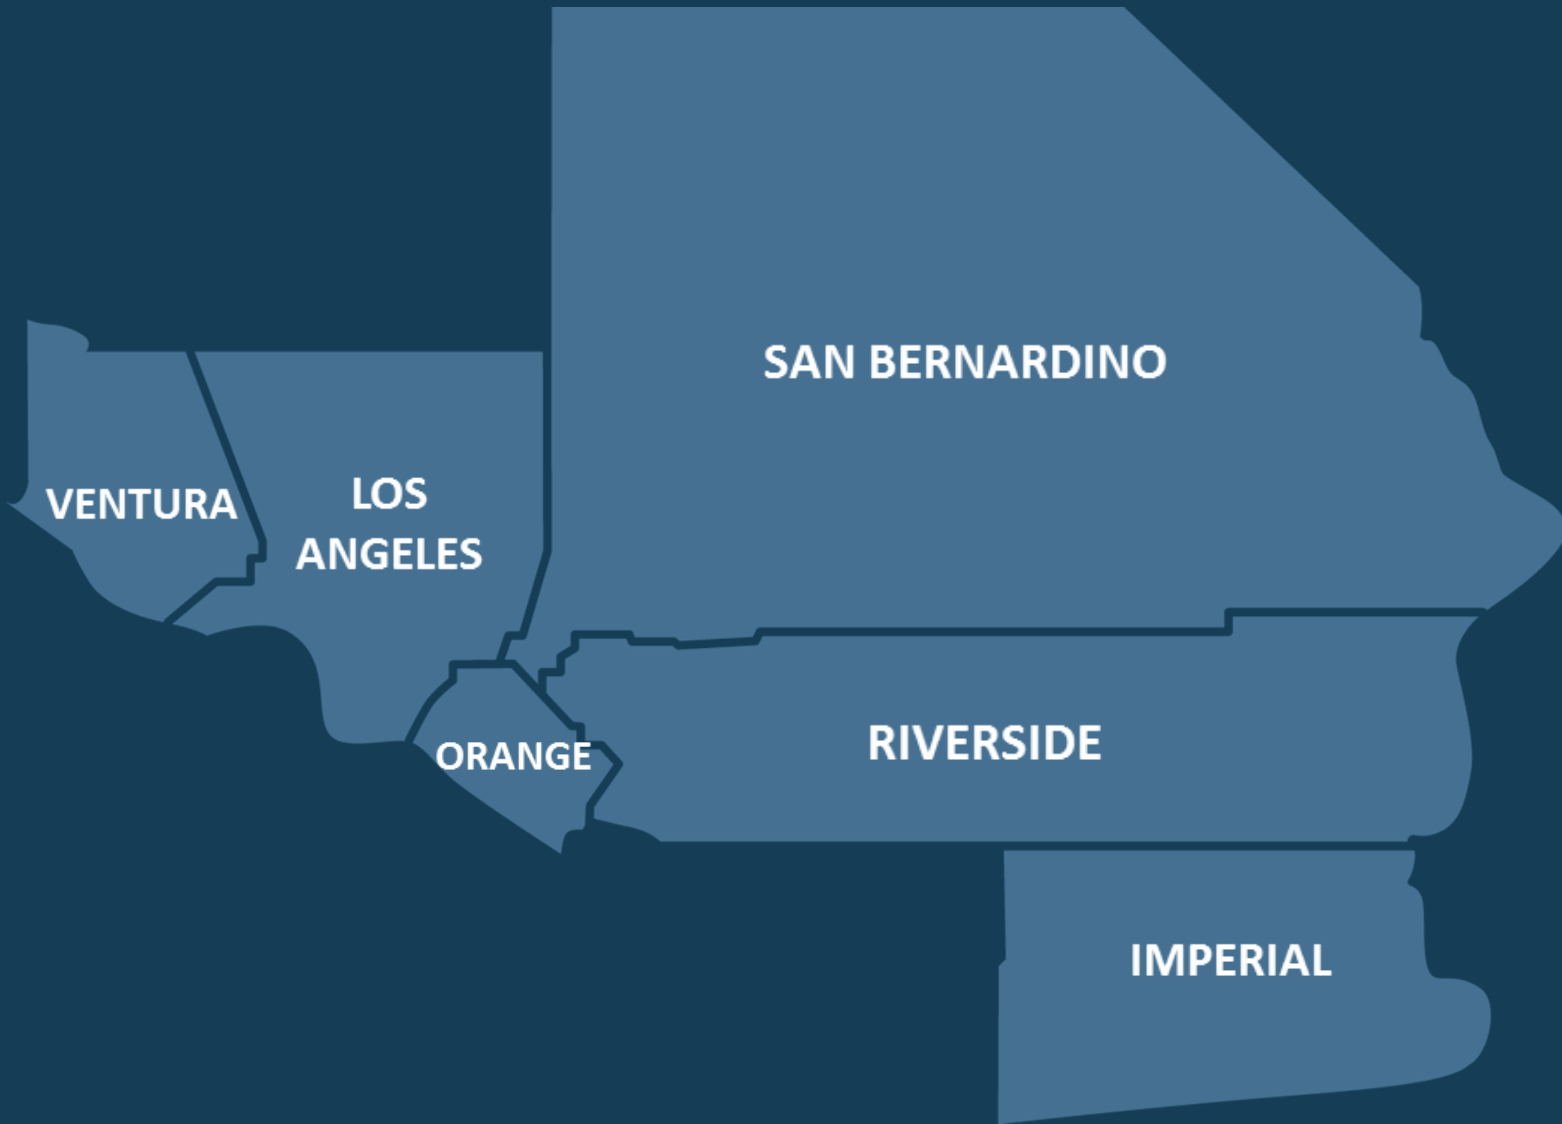 SAN BERNARDINO
LOS
ANGELES
VENTURA
RIVERSIDE
ORANGE
IMPERIAL